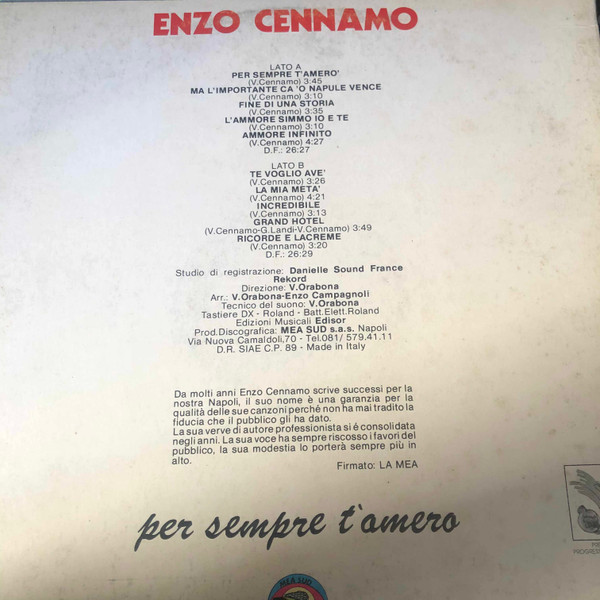 ENZO CENNAMO
LATO A
PER SEMPRE T'AMERO'
(V.Cennamo) 3:45
MA L'IMPORTANTE CA 'O NAPULE VENCE
(V.Cennamo) 3:10
FINE DI UNA STORIA
(V.Cennamo) 3:35
L'AMMORE SIMMO IO E TE
(V.Cennamo) 3:10
AMMORE INFINITO
(V.Cennamo) 4:27
D.F.: 26:27
LATO B
TE VOGLIO AVE'
(V.Cennamo) 3:26
LA MIA META'
(V.Cennamo) 4:21
INCREDIBILE
(V.Cennamo) 3:13
GRAND HOTEL
(V.Cennamo-G.Landi-V.Cennamo) 3:49
RICORDE E LACREME
(V.Cennamo) 3:20
D.F.: 26:29
Studio di registrazione: Danielle Sound France
Rekord
Direzione: V.Orabona
Arr.: V.Orabona-Enzo Campagnoli
Tecnico del suono: V.Orabona
Tastiere DX - Roland - Batt.Elett.Roland
Edizioni Musicali Edisor
Prod.Discografica: MEA SUD s.a.s. Napoli
Via Nuova Camaldoli,70 - Tel.081/ 579.41.11
D.R. SIAE C.P. 89 - Made in Italy
Da molti anni Enzo Cennamo scrive successi per la
nostra Napoli, il suo nome è una garanzia per la
qualità delle sue canzoni perché non ha mai tradito la
fiducia che il pubblico gli ha dato.
La sua verve di autore professionista si é consolidata
negli anni. La sua voce ha sempre riscosso i favori del
pubblico, la sua modestia lo porterà sempre più in
alto.
Firmato: LA MEA
per sempre t'amero
MEA SUD